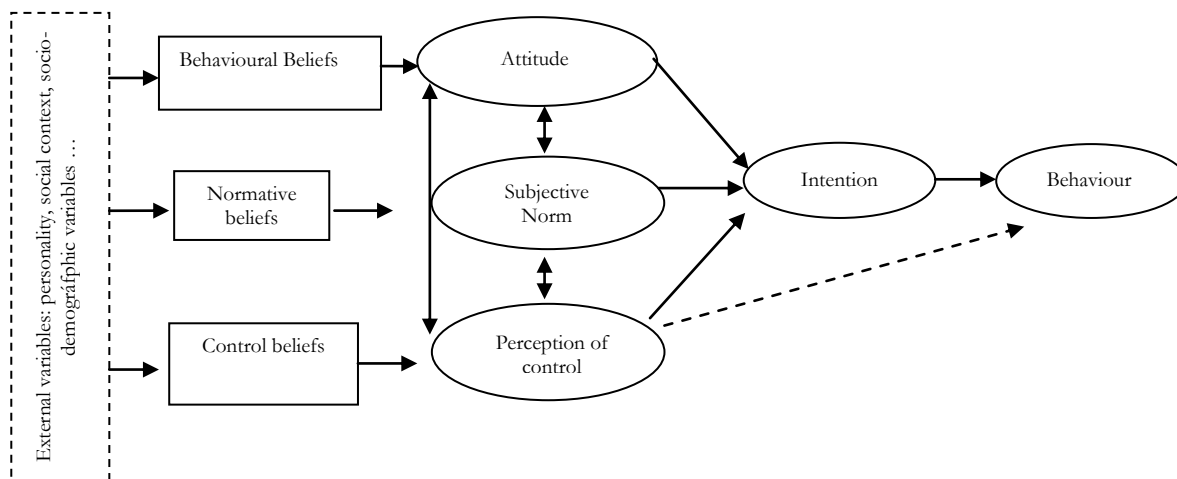 External variables: personality, social context, socio-
demográfphic variables …
Behavioural Beliefs
Attitude
Normative
beliefs
Subjective
Norm
Intention
Behaviour
Control beliefs
Perception of
control